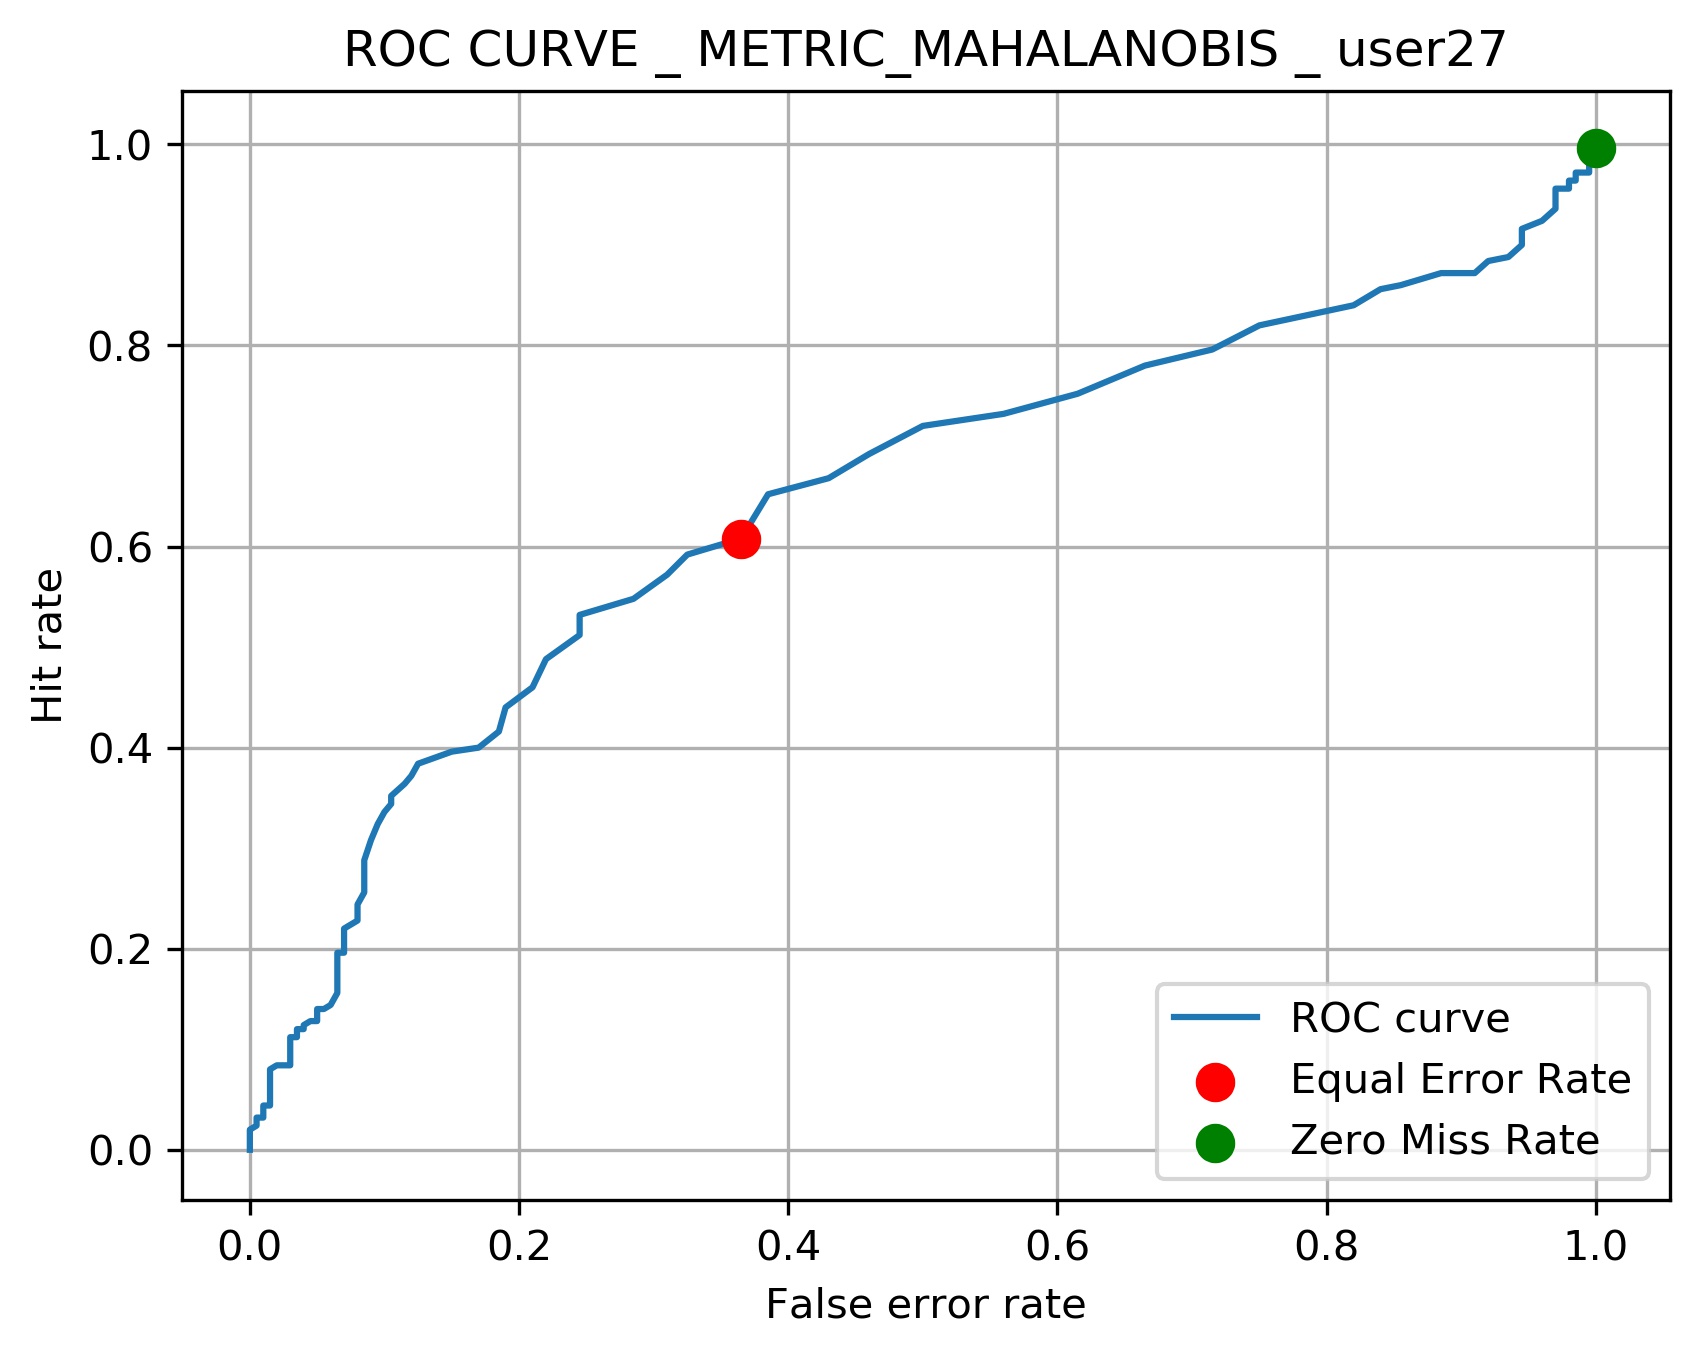 ROC CURVE _ METRIC_MAHALANOBIS _ user27
1.0
0.8
0.6
0.4
0.2
0.0
Hit rate
ROC curve
Equal Error Rate
Zero Miss Rate
0.0 0.2 0.4 0.6 0.8 1.0
False error rate